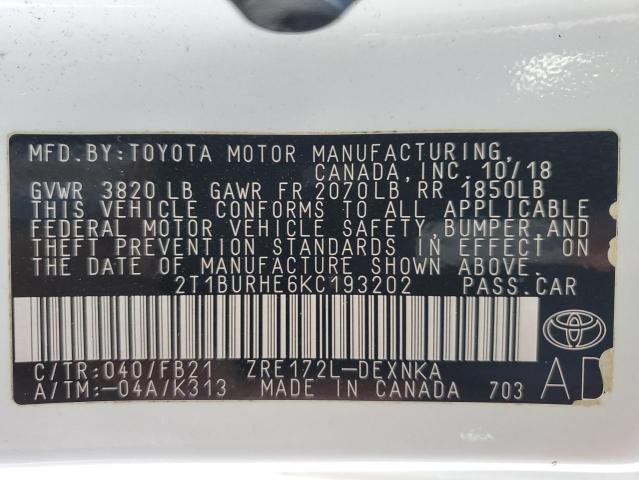 MFD.BY:TOYOTA MOTOR MANUFACTURING,
CANADA, INC. 10/18
GVWR 3820 LB GAWR FR 2070LB RR 1850LB
THIS VEHICLE CONFORMS TO ALL APPLICABLE
FEDERAL MOTOR VEHICLE SAFETY,BUMPER,AND
THEFT PREVENTION STANDARDS IN EFFECT ON
THE DATE OF MANUFACTURE SHOWN ABOVE.
2T1BURHE6KC193202 PASS.CAR
C/TR:040/FB21 ZRE172L-DEXNKA
A/TM:-04A/K313 MADE IN CANADA 703
AD